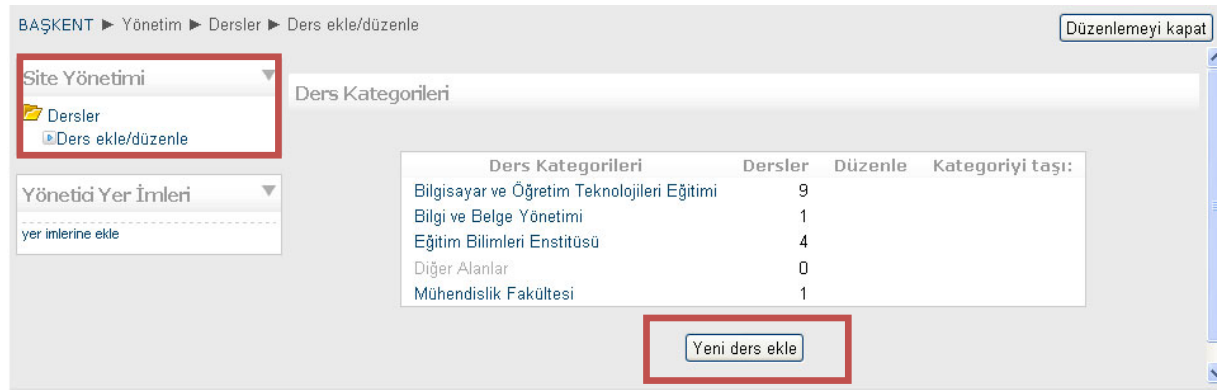 BAŞKENT ► Yönetim ► Dersler ► Ders ekle/düzenle
Düzenlemeyi kapat
Site Yönetimi
Dersler
Ders ekle/düzenle
Yönetici Yer İmleri
yer imlerine ekle
Ders Kategorileri
Ders Kategorileri Dersler Düzenle Kategoriyi taşı:
Bilgisayar ve Öğretim Teknolojileri Eğitimi 9
Bilgi ve Belge Yönetimi 1
Eğitim Bilimleri Enstitüsü 4
Diğer Alanlar 0
Mühendislik Fakültesi 1
Yeni ders ekle